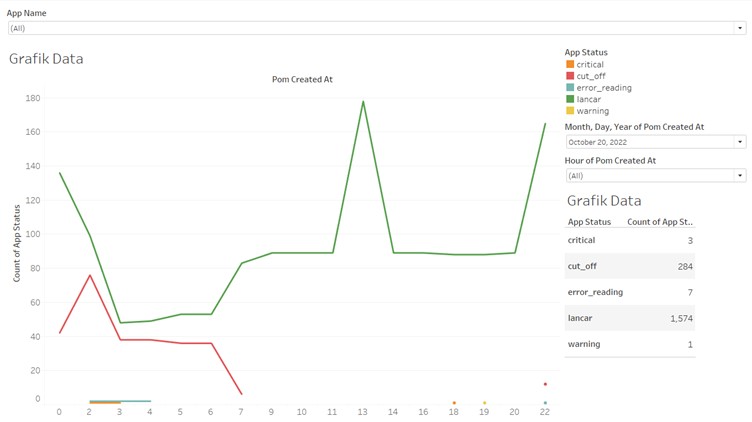 App Name
(All)
Grafik Data
Pom Created At
Count of App Status
180
160
140
120
100
80
60
40
20
0
0 2 3 4 5 6 7 8 9 10 11 13 14 16 18 19 20 22
App Status
critical
cut_off
error_reading
lancar
warning
Month, Day, Year of Pom Created At
October 20, 2022
Hour of Pom Created At
(All)
Grafik Data
App Status Count of App St..
critical 3
cut_off 284
error_reading 7
lancar 1,574
warning 1